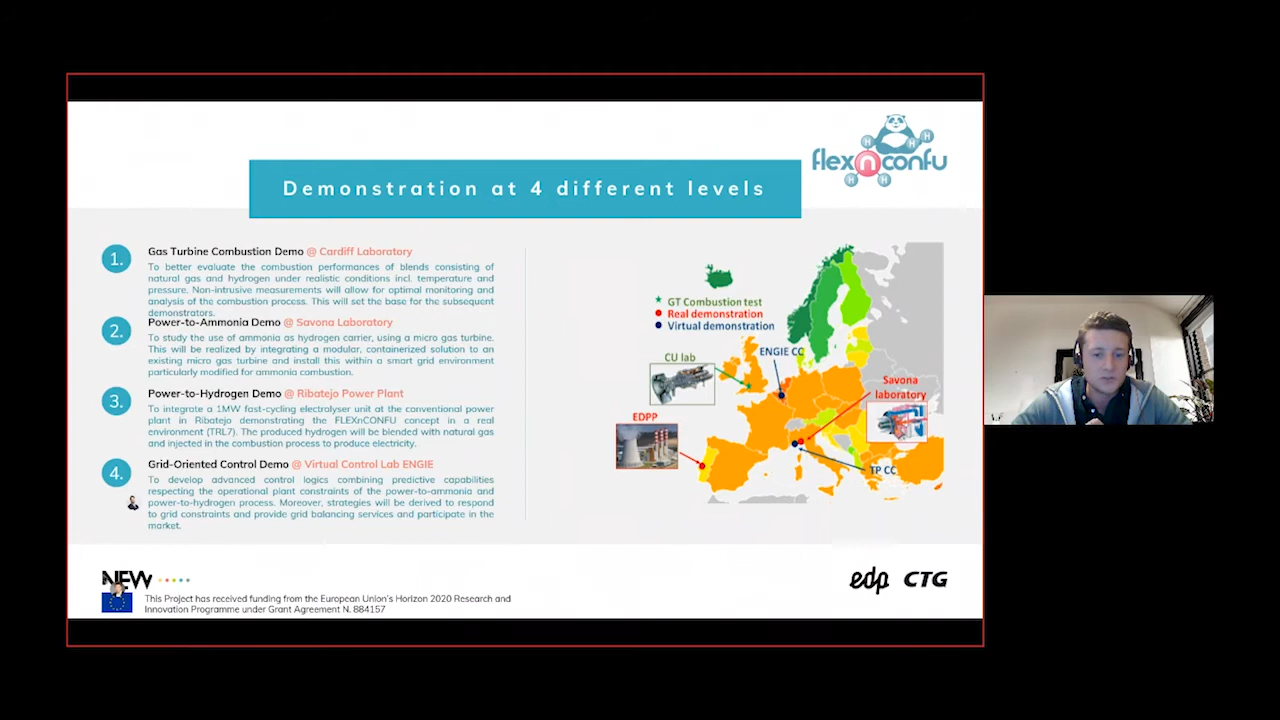 flexnconfu
H
H
H
H
H
Demonstration at 4 different levels
1.
Gas Turbine Combustion Demo @ Cardiff Laboratory
To better evaluate the combustion performances of blends consisting of
natural gas and hydrogen under realistic conditions incl. temperature and
pressure. Non-intrusive measurements will allow for optimal monitoring and
analysis of the combustion process. This will set the base for the subsequent
demonstrators.
2.
Power-to-Ammonia Demo @ Savona Laboratory
To study the use of ammonia as hydrogen carrier, using a micro gas turbine.
This will be realized by integrating a modular, containerized solution to an
existing micro gas turbine and install this within a smart grid environment
particularly modified for ammonia combustion.
3.
Power-to-Hydrogen Demo @ Ribatejo Power Plant
To integrate a 1MW fast-cycling electrolyser unit at the conventional power
plant in Ribatejo demonstrating the FLEXnCONFU concept in a real
environment (TRL7). The produced hydrogen will be blended with natural gas
and injected in the combustion process to produce electricity.
4.
Grid-Oriented Control Demo @ Virtual Control Lab ENGIE
To develop advanced control logics combining predictive capabilities
respecting the operational plant constraints of the power-to-ammonia and
power-to-hydrogen process. Moreover, strategies will be derived to respond
to grid constraints and provide grid balancing services and participate in the
market.
GT Combustion test
Real demonstration
Virtual demonstration
CU lab
ENGIE CC
Savona
laboratory
EDPP
TP CC
NEW
This Project has received funding from the European Union's Horizon 2020 Research and
Innovation Programme under Grant Agreement N. 884157
edp CTG